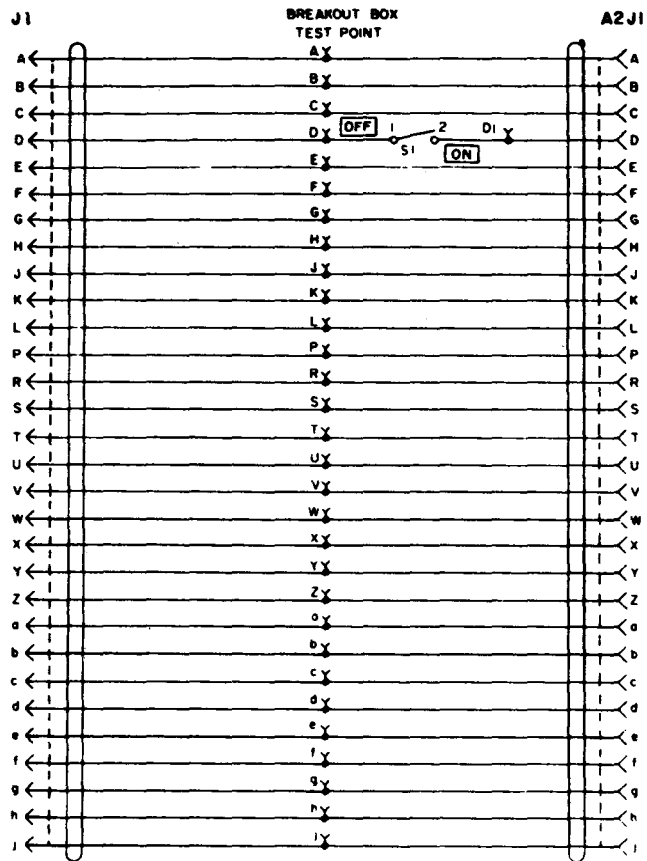 J1 BREAKOUT BOX A2J1
TEST POINT
A A A
B B B
C C C
D D OFF 1 2 D1 D
S1 ON
E E E
F F F
G G G
H H H
J J J
K K K
L L L
P P P
R R R
S S S
T T T
U U U
V V V
W W W
X X X
Y Y Y
Z Z Z
a a a
b b b
c c c
d d d
e e e
f f f
g g g
h h h
j i i